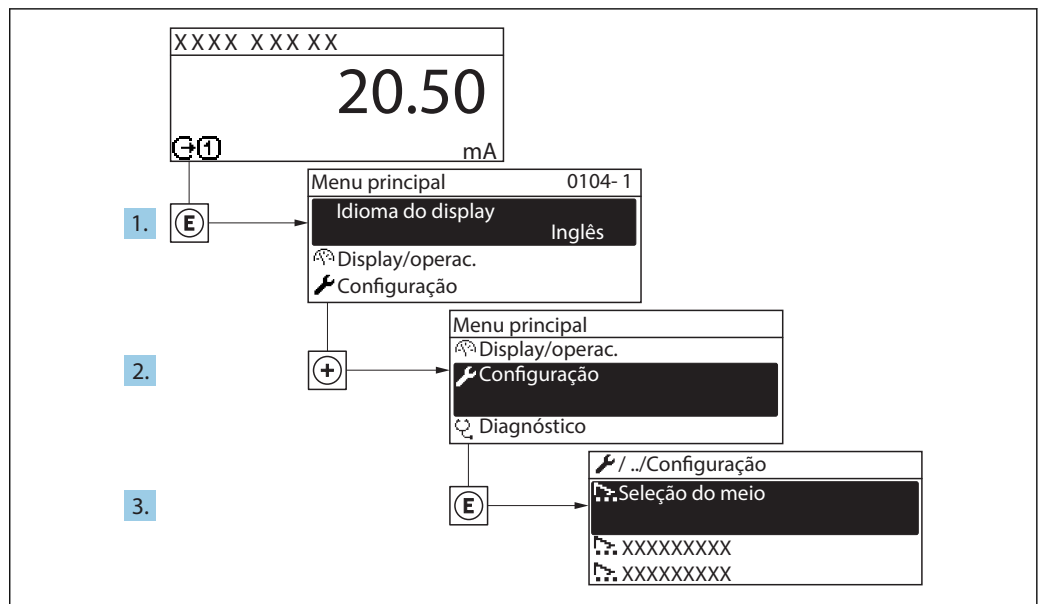 XXXX XXX XX
20.50
mA
1.
E
Menu principal 0104-1
Idioma do display
Inglês
Display/operac.
Configuração
2.
+
Menu principal
Display/operac.
Configuração
Diagnóstico
3.
E
/ ../Configuração
Seleção do meio
XXXXXXXXX
XXXXXXXXX